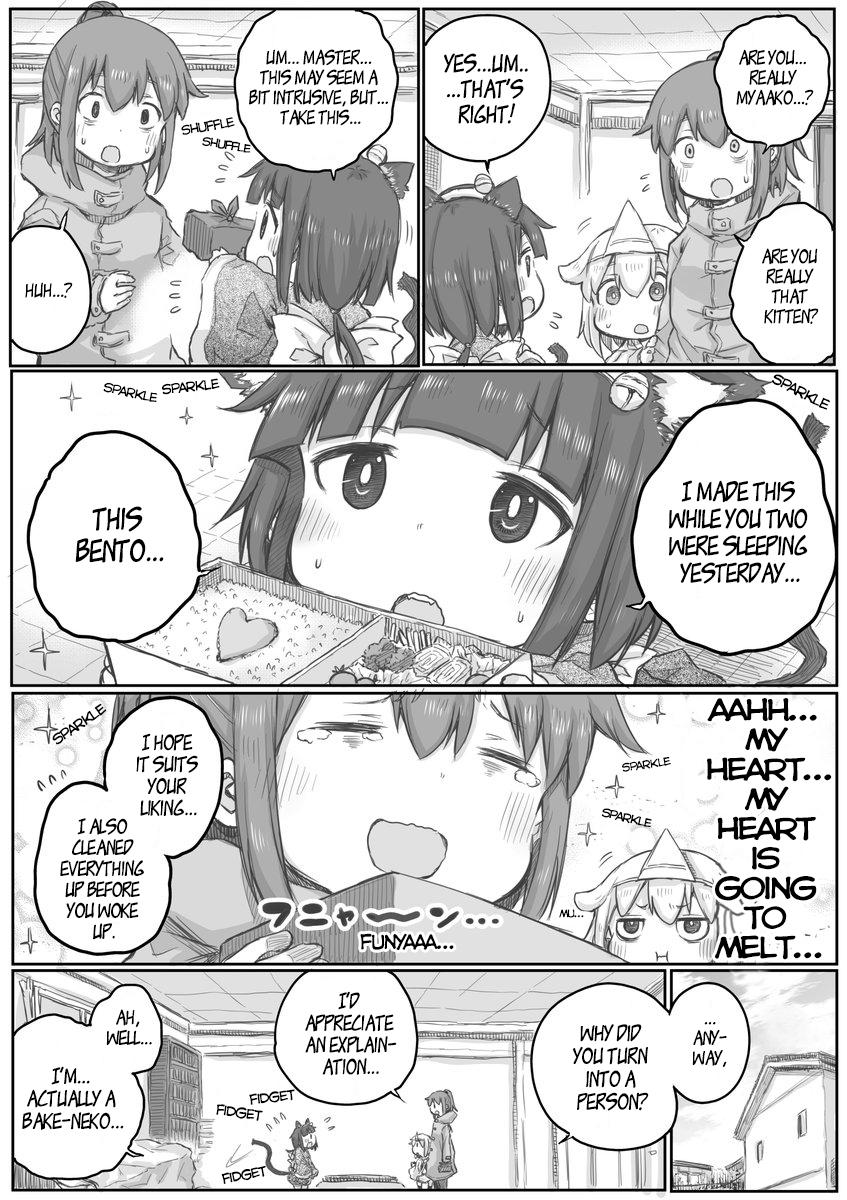 ARE YOU...
REALLY
MYAAKO...?
ARE YOU
REALLY
THAT
KITTEN?
YES...UM..
...THAT'S
RIGHT!
UM... MASTER...
THIS MAY SEEM A
BIT INTRUSIVE, BUT...
TAKE THIS...
SHUFFLE
SHUFFLE
HUH...?
SPARKLE
I MADE THIS
WHILE YOU TWO
WERE SLEEPING
YESTERDAY...
SPARKLE SPARKLE
THIS
BENTO...
AAHH...
MY
HEART...
MY
HEART
IS
GOING
TO
MELT...
SPARKLE
SPARKLE
MU...
SPARKLE
I HOPE
IT SUITS
YOUR
LIKING...
I ALSO
CLEANED
EVERYTHING
UP BEFORE
YOU WOKE
UP.
フニャ〜〜ン...
FUNYAAA...
...
ANY-
WAY,
WHY DID
YOU TURN
INTO A
PERSON?
I'D
APPRECIATE
AN EXPLAIN-
ATION...
FIDGET
FIDGET
FIDGET
AH,
WELL...
I'M...
ACTUALLY A
BAKE-NEKO...